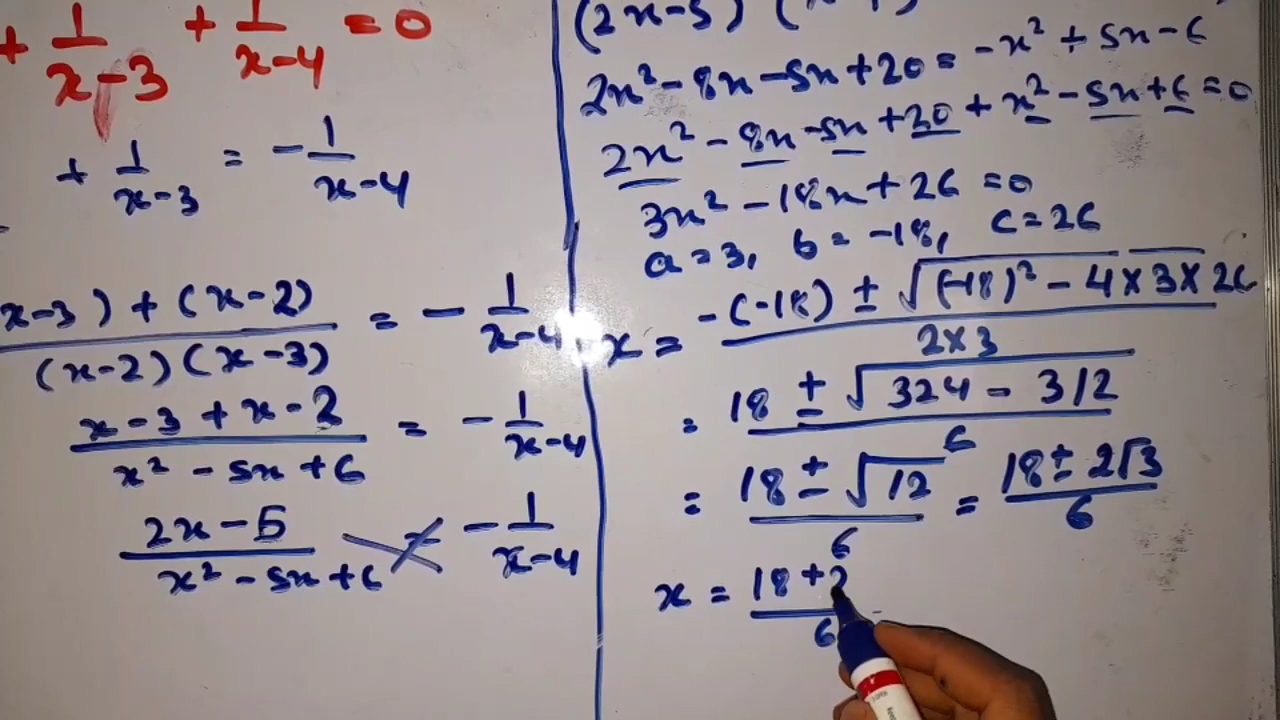 + 1/(x-3) + 1/(x-4) = 0
+ 1/(x-3) = - 1/(x-4)
x-3) + (x-2) / (x-2)(x-3) = - 1/(x-4)
x-3+x-2 / x² - 5x + 6 = - 1/(x-4)
2x-5 / x² - 5x + 6 = - 1/(x-4)
(2x-5)
2x² - 8x - 5x + 20 = -x² + 5x - 6
2x² - 8x - 5x + 20 + x² - 5x + 6 = 0
3x² - 18x + 26 = 0
a = 3, b = -18, c = 26
x = -(-18) ± √(-18)² - 4×3×26 / 2×3
= 18 ± √324 - 312 / 6
= 18 ± √12 / 6 = 18 ± 2√3 / 6
x = 18 + 2 / 6